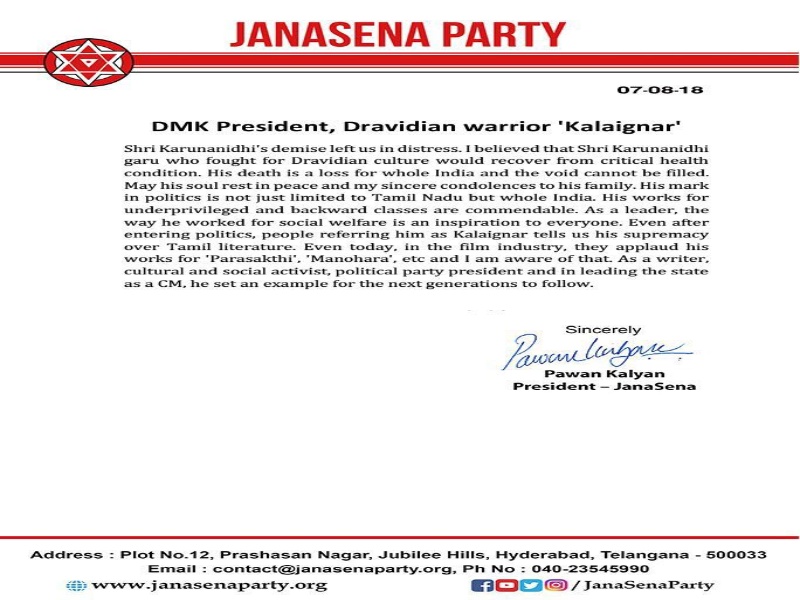 JANASENA PARTY
07-08-18
DMK President, Dravidian warrior 'Kalaignar'
Shri Karunanidhi's demise left us in distress. I believed that Shri Karunanidhi
garu who fought for Dravidian culture would recover from critical health
condition. His death is a loss for whole India and the void cannot be filled.
May his soul rest in peace and my sincere condolences to his family. His mark
in politics is not just limited to Tamil Nadu but whole India. His works for
underprivileged and backward classes are commendable. As a leader, the
way he worked for social welfare is an inspiration to everyone. Even after
entering politics, people referring him as Kalaignar tells us his supremacy
over Tamil literature. Even today, in the film industry, they applaud his
works for 'Parasakthi', 'Manohara', etc and I am aware of that. As a writer,
cultural and social activist, political party president and in leading the state
as a CM, he set an example for the next generations to follow.
Sincerely
Pawan Kalyan
Pawan Kalyan
President – JanaSena
Address : Plot No.12, Prashasan Nagar, Jubilee Hills, Hyderabad, Telangana - 500033
Email : contact@janasenaparty.org, Ph No : 040-23545990
www.janasenaparty.org
/JanaSenaParty